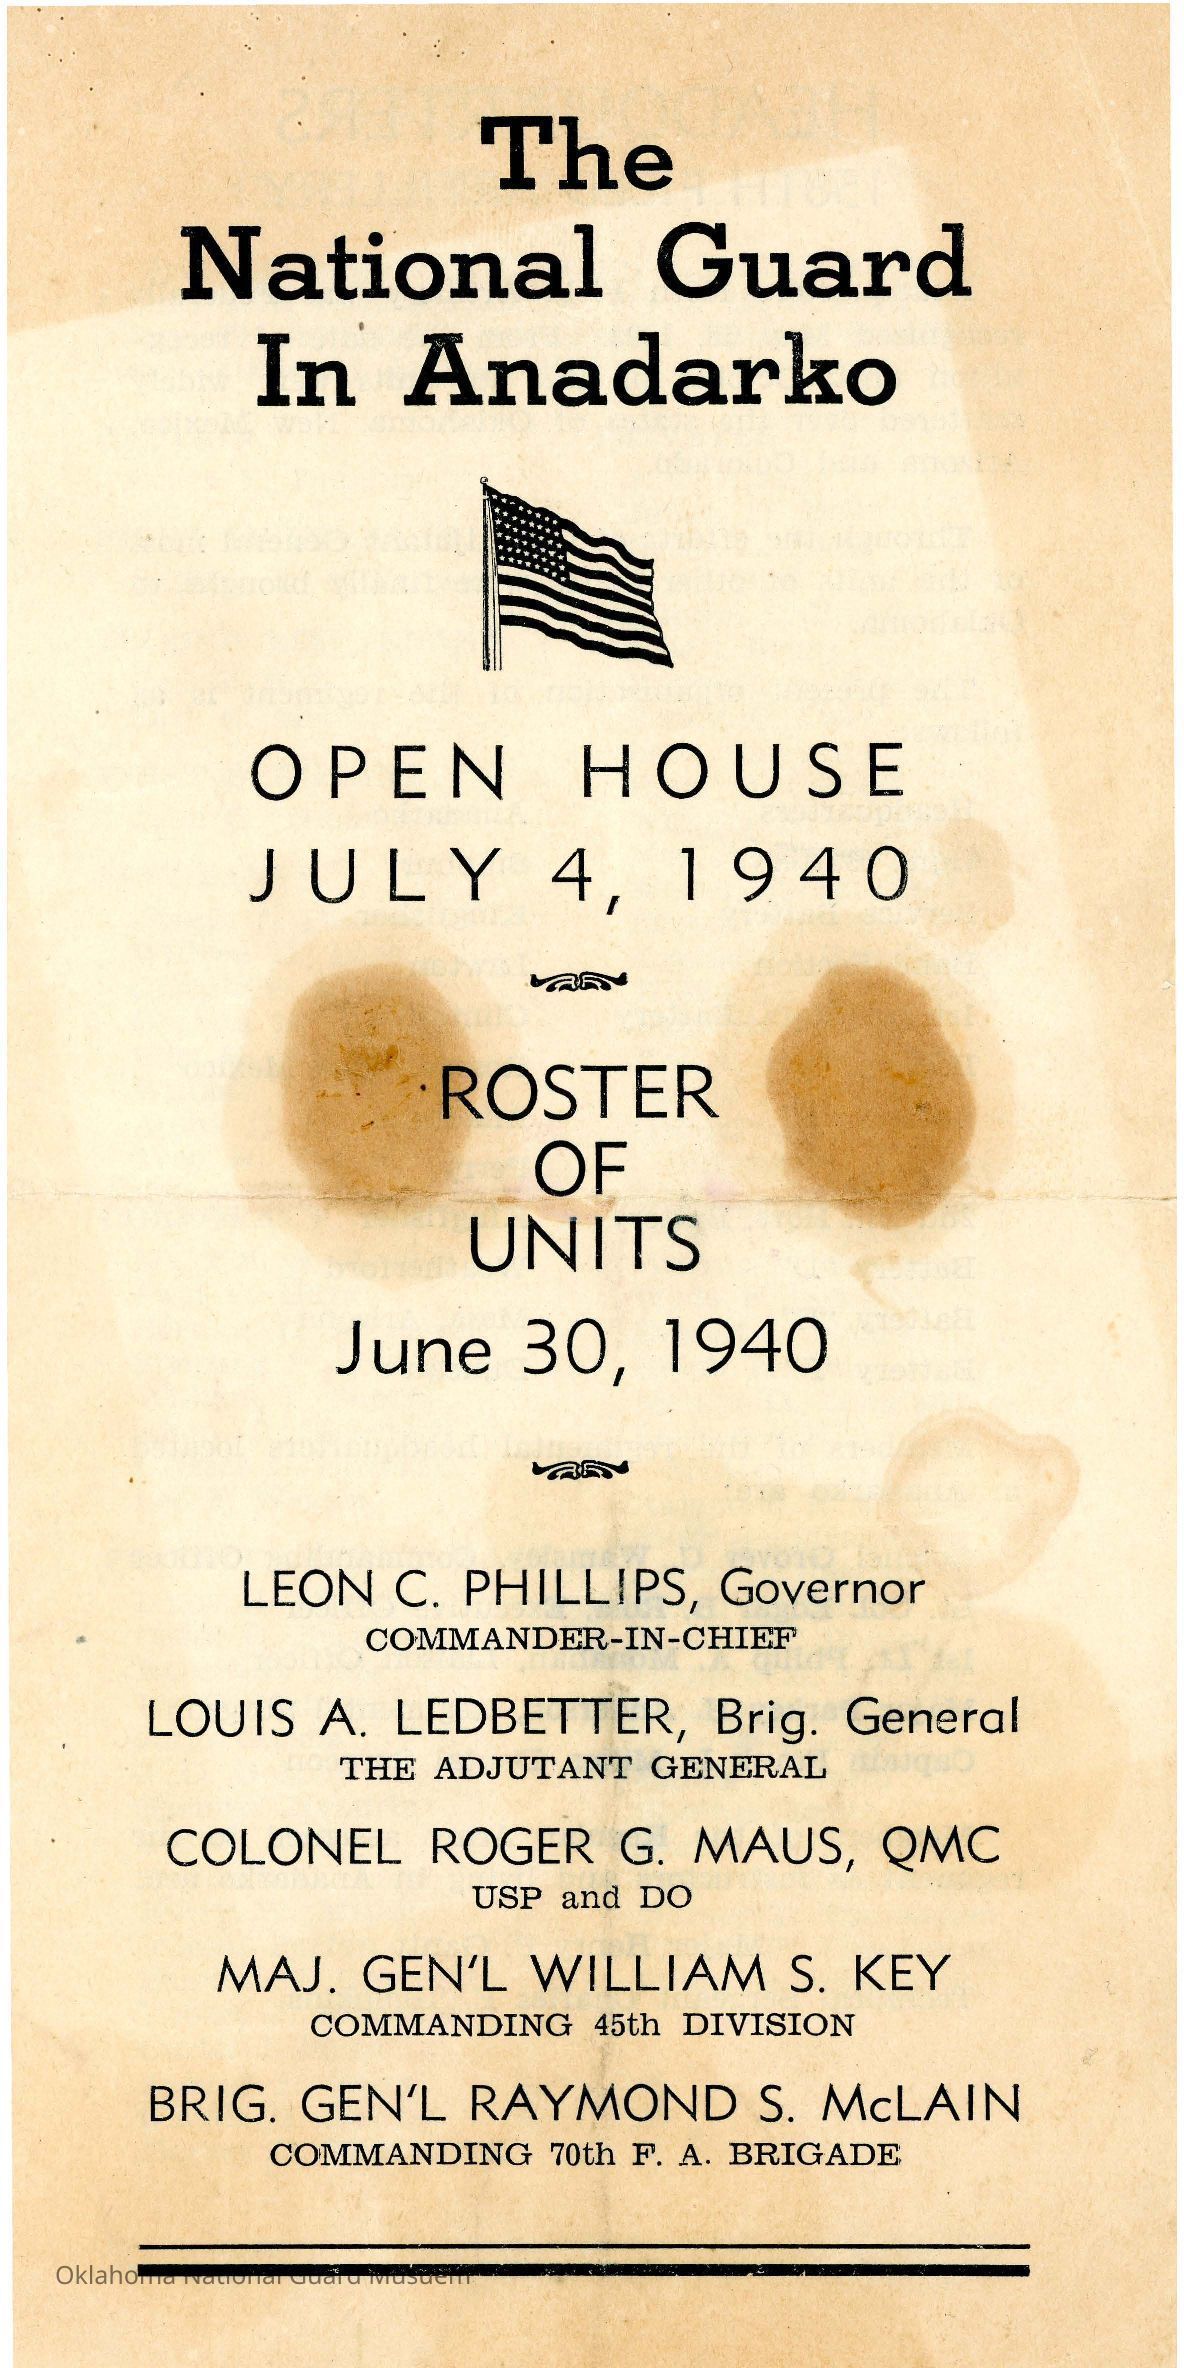 The
National Guard
In Anadarko
OPEN HOUSE
JULY 4, 1940
ROSTER
OF
UNITS
June 30, 1940
LEON C. PHILLIPS, Governor
COMMANDER-IN-CHIEF
LOUIS A. LEDBETTER, Brig. General
THE ADJUTANT GENERAL
COLONEL ROGER G. MAUS, QMC
USP and DO
MAJ. GEN'L WILLIAM S. KEY
COMMANDING 45th DIVISION
BRIG. GEN'L RAYMOND S. McLAIN
COMMANDING 70th F. A. BRIGADE
Oklahoma National Guard Musuem